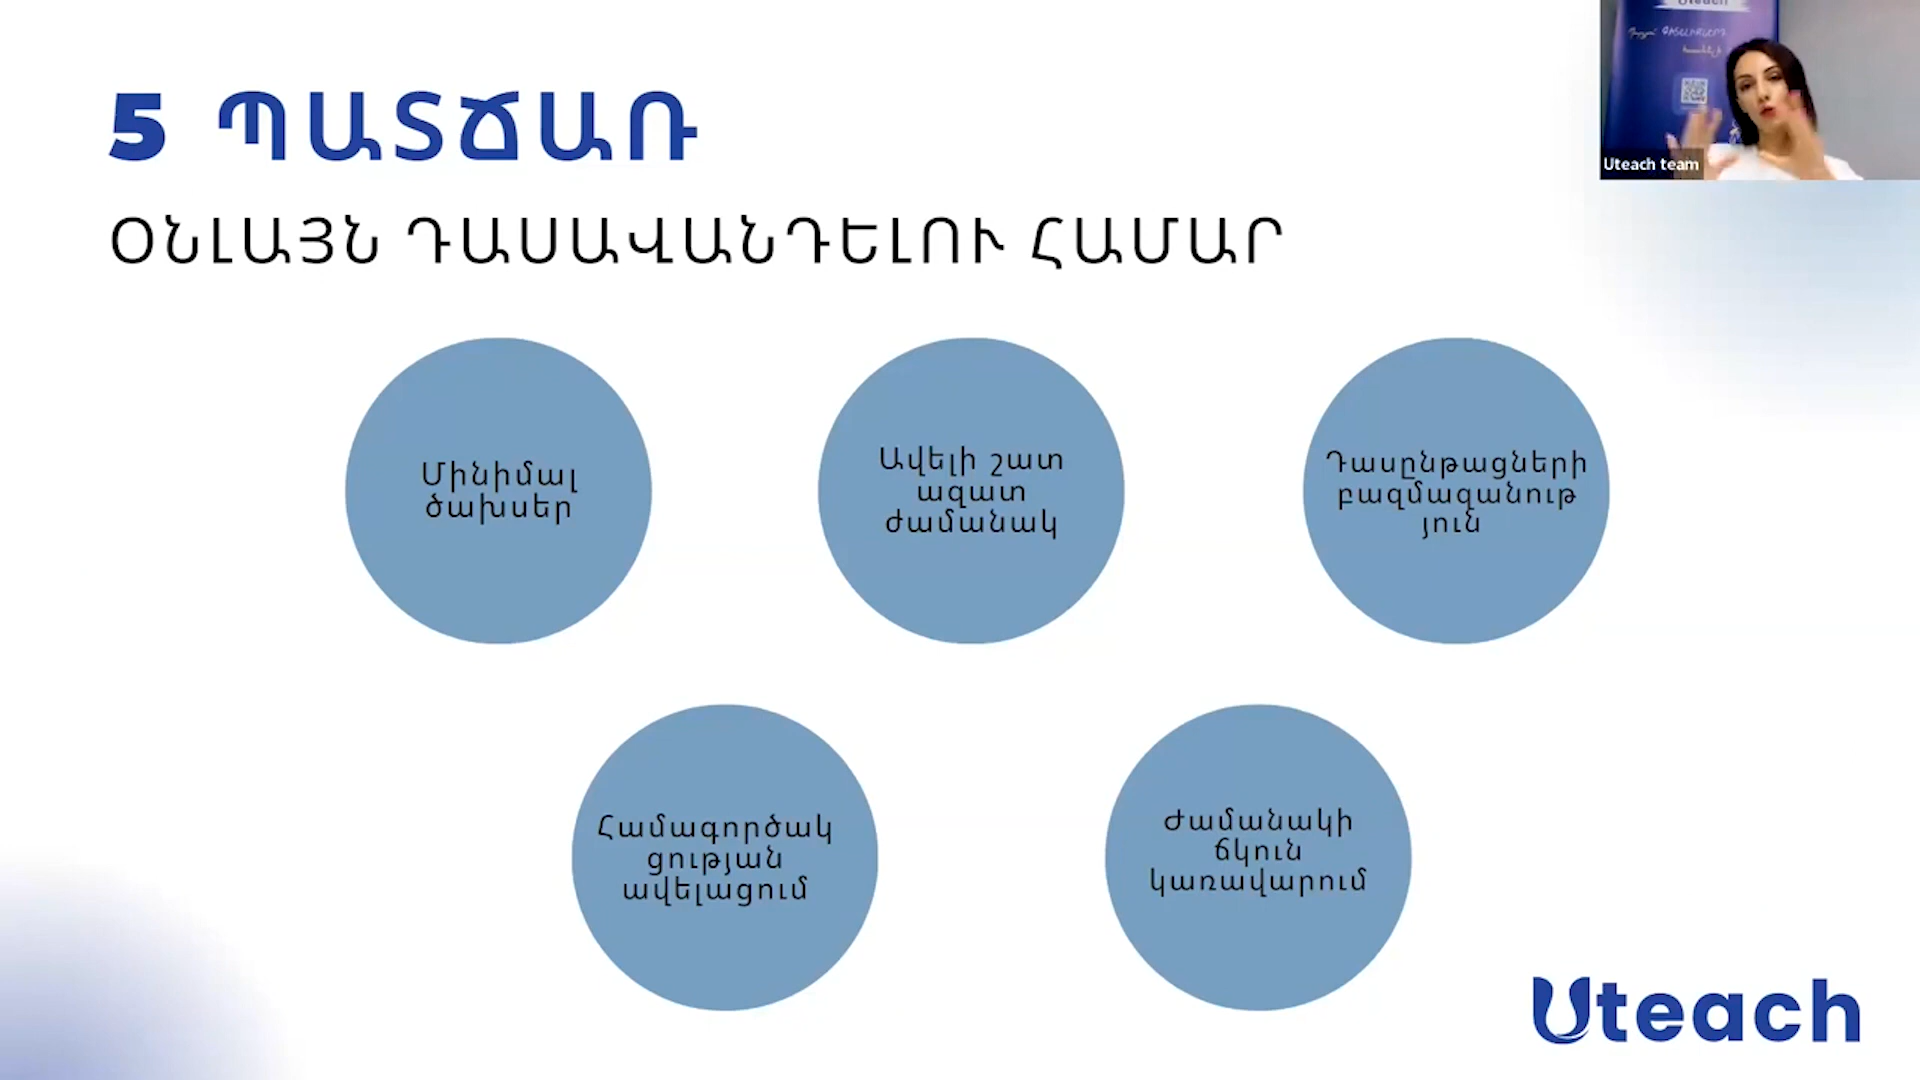 Uteach
5 ՊԱՏՃԱՌ
Uteach team
ՕՆԼԱՅՆ ԴԱՍԱՎԱՆԴԵԼՈՒ ՀԱՄԱՐ
Մինիմալ
ծախսեր
Ավելի շատ
ազատ
ժամանակ
Դասընթացների
բազմազանութ
յուն
Համագործակ
ցության
ավելացում
Ժամանակի
ճկուն
կառավարում
Uteach